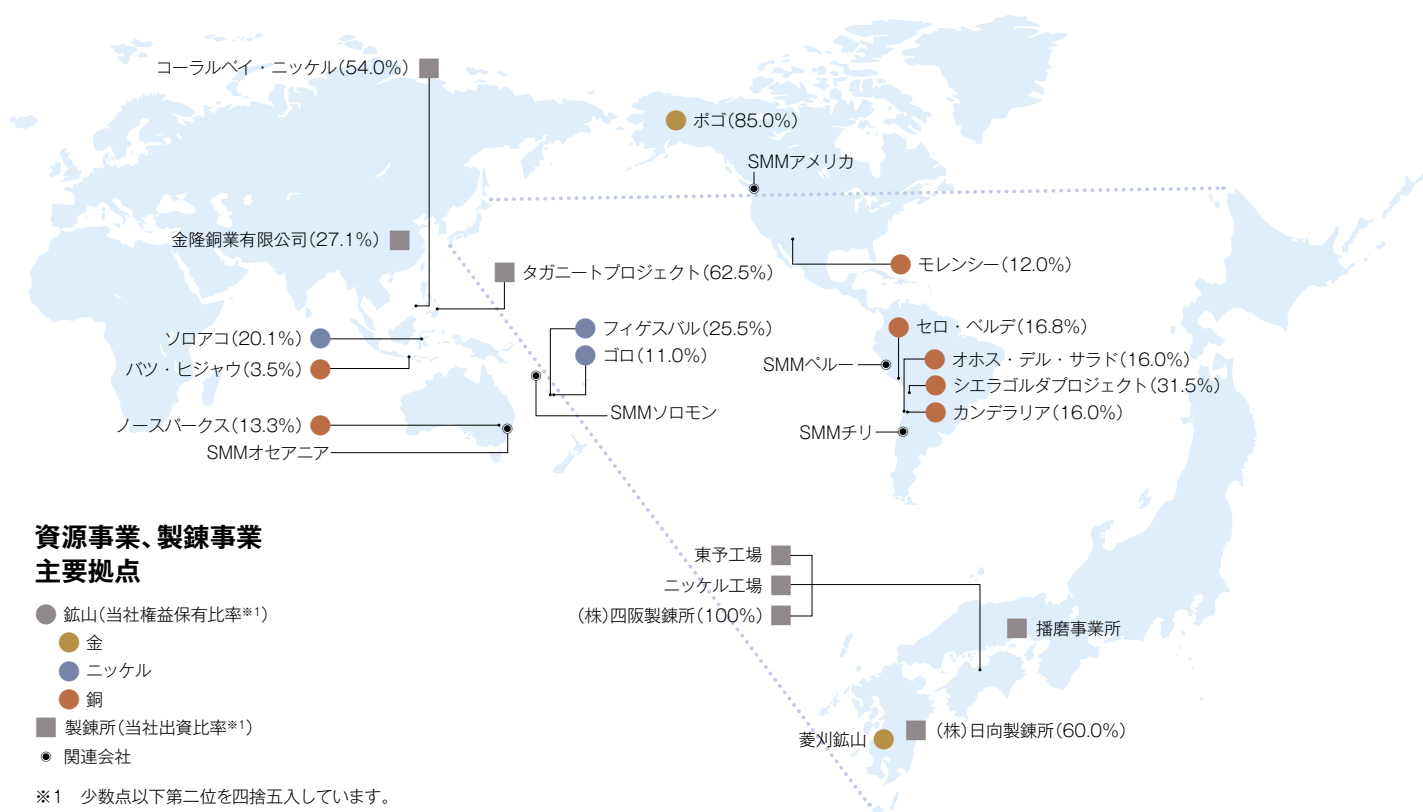 コーラルベイ・ニッケル(54.0%)
ポゴ(85.0%)
SMMアメリカ
金隆銅業有限公司(27.1%)
タガニートプロジェクト(62.5%)
モレンシー(12.0%)
ソロアコ(20.1%)
バツ・ヒジャウ(3.5%)
フィゲスバル(25.5%)
ゴロ(11.0%)
セロ・ベルデ(16.8%)
SMMペルー
オホス・デル・サラド(16.0%)
シエラゴルダプロジェクト(31.5%)
カンデラリア(16.0%)
SMMソロモン
SMMチリ
ノースパークス(13.3%)
SMMオセアニア
資源事業、製錬事業
主要拠点
鉱山(当社権益保有比率※1)
金
ニッケル
銅
製錬所(当社出資比率※1)
関連会社
※1 少数点以下第二位を四捨五入しています。
東予工場
ニッケル工場
(株)四阪製錬所(100%)
播磨事業所
菱刈鉱山
(株)日向製錬所(60.0%)